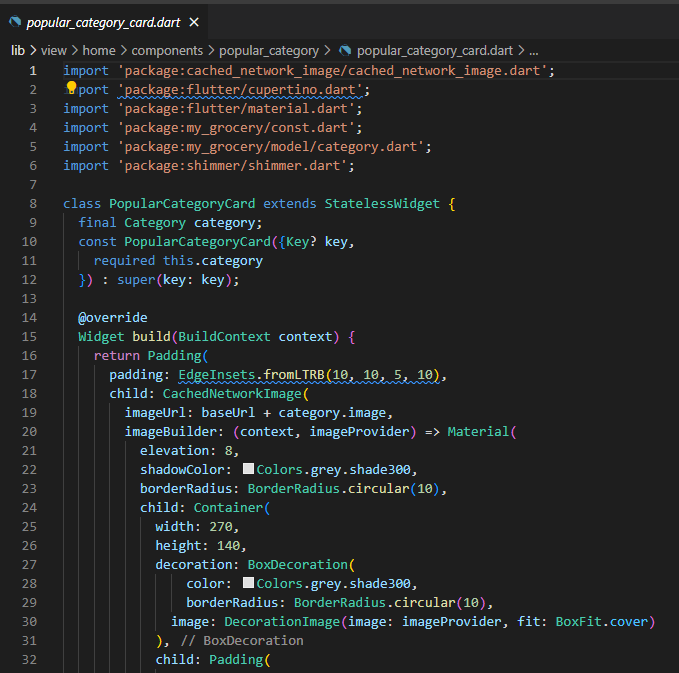 popular_category_card.dart ×
lib > view > home > components > popular_category > popular_category_card.dart > ...
1 import 'package:cached_network_image/cached_network_image.dart';
2 port 'package:flutter/cupertino.dart';
3 import 'package:flutter/material.dart';
4 import 'package:my_grocery/const.dart';
5 import 'package:my_grocery/model/category.dart';
6 import 'package:shimmer/shimmer.dart';
7
8 class PopularCategoryCard extends StatelessWidget {
9 final Category category;
10 const PopularCategoryCard({Key? key,
11 required this.category
12 }) : super(key: key);
13
14 @override
15 Widget build(BuildContext context) {
16 return Padding(
17 padding: EdgeInsets.fromLTRB(10, 10, 5, 10),
18 child: CachedNetworkImage(
19 imageUrl: baseUrl + category.image,
20 imageBuilder: (context, imageProvider) => Material(
21 elevation: 8,
22 shadowColor: Colors.grey.shade300,
23 borderRadius: BorderRadius.circular(10),
24 child: Container(
25 width: 270,
26 height: 140,
27 decoration: BoxDecoration(
28 color: Colors.grey.shade300,
29 borderRadius: BorderRadius.circular(10),
30 image: DecorationImage(image: imageProvider, fit: BoxFit.cover)
31 ), // BoxDecoration
32 child: Padding(